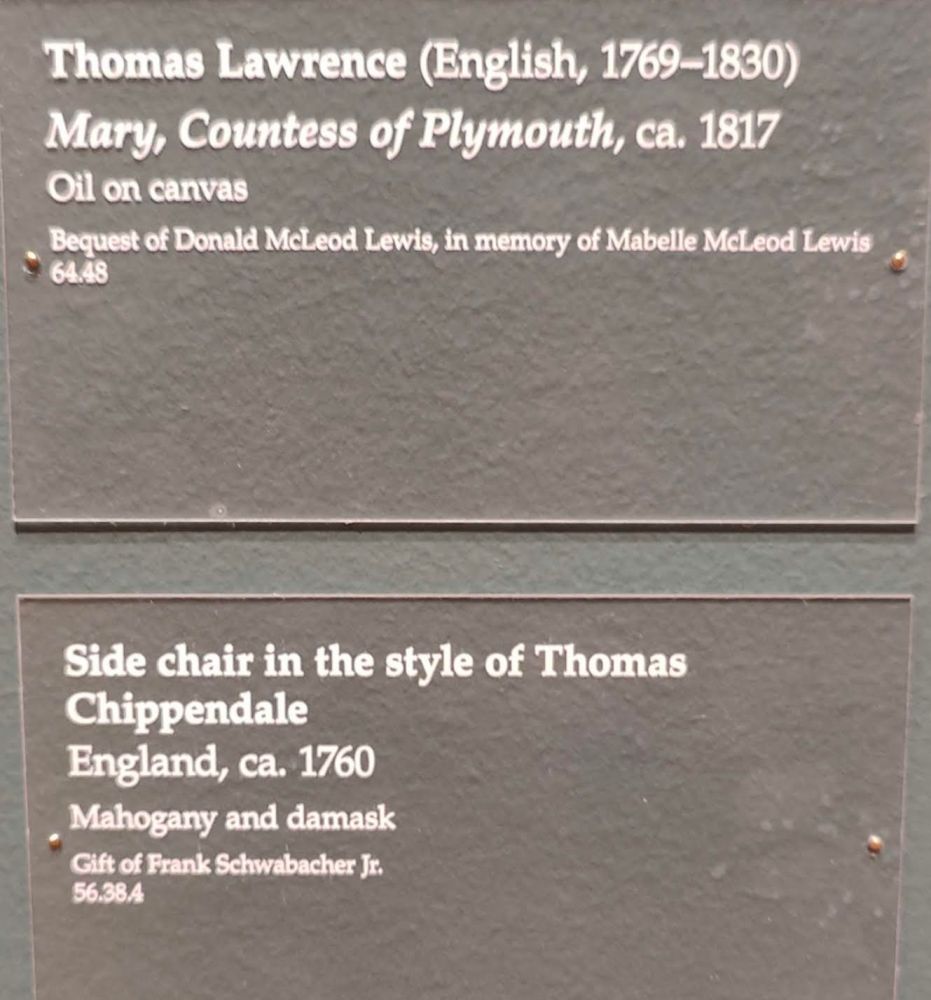 Thomas Lawrence (English, 1769–1830)
Mary, Countess of Plymouth, ca. 1817
Oil on canvas
Bequest of Donald McLeod Lewis, in memory of Mabelle McLeod Lewis
64.48
Side chair in the style of Thomas
Chippendale
England, ca. 1760
Mahogany and damask
Gift of Frank Schwabacher Jr.
56.38.4